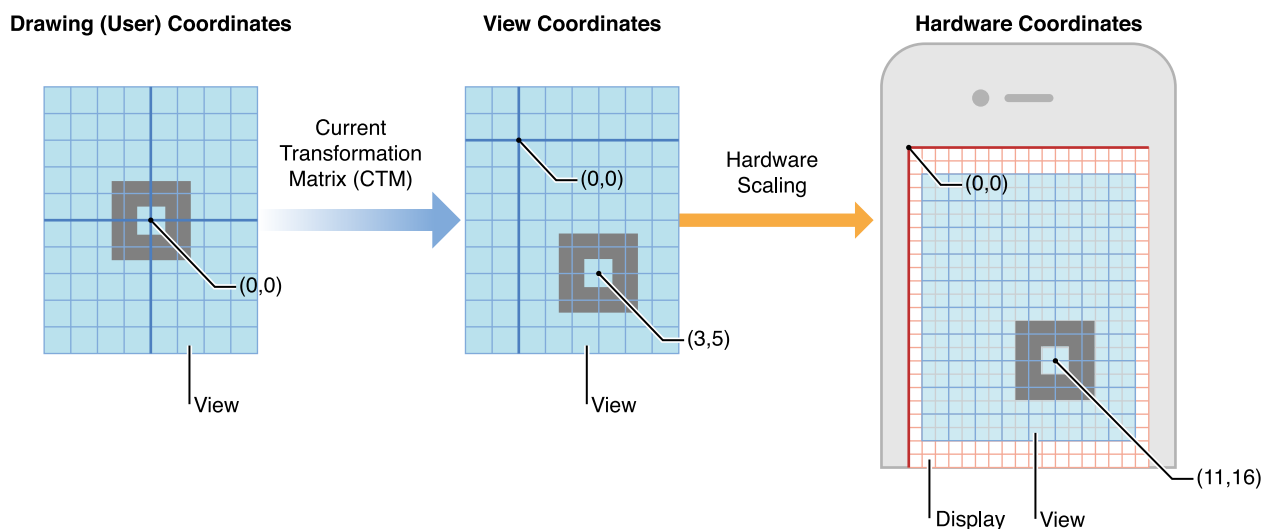 Drawing (User) Coordinates
View Coordinates
Hardware Coordinates
Current
Transformation
Matrix (CTM)
Hardware
Scaling
(0,0)
(0,0)
(0,0)
(3,5)
(11,16)
View
View
Display
View